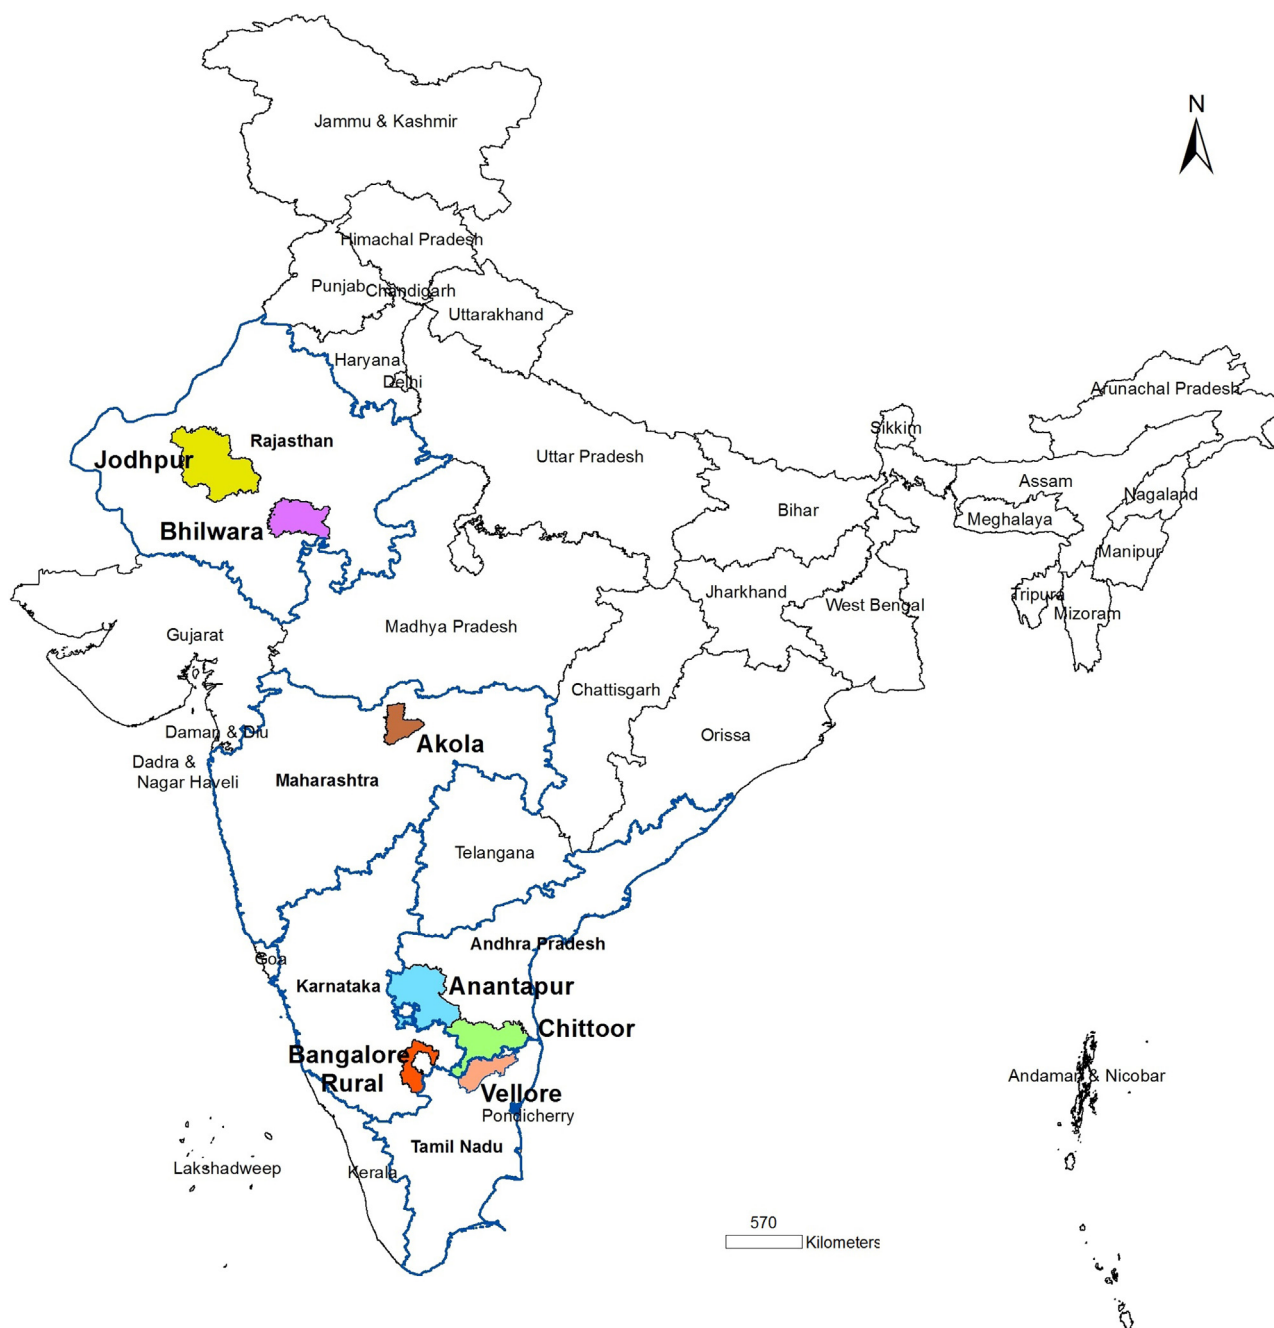 N
Jammu & Kashmir
Himachal Pradesh
Punjab
Chandigarh
Uttarakhand
Haryana
Delhi
Arunachal Pradesh
Sikkim
Rajasthan
Jodhpur
Uttar Pradesh
Assam
Nagaland
Bihar
Meghalaya
Bhilwara
Manipur
Jharkhand
Tripura
West Bengal
Mizoram
Gujarat
Madhya Pradesh
Chattisgarh
Daman & Diu
Orissa
Akola
Dadra &
Nagar Haveli
Maharashtra
Telangana
Andhra Pradesh
Goa
Karnataka
Anantapur
Chittoor
Bangalore
Rural
Andaman & Nicobar
Vellore
Pondicherry
Tamil Nadu
Lakshadweep
Kerala
570
Kilometers